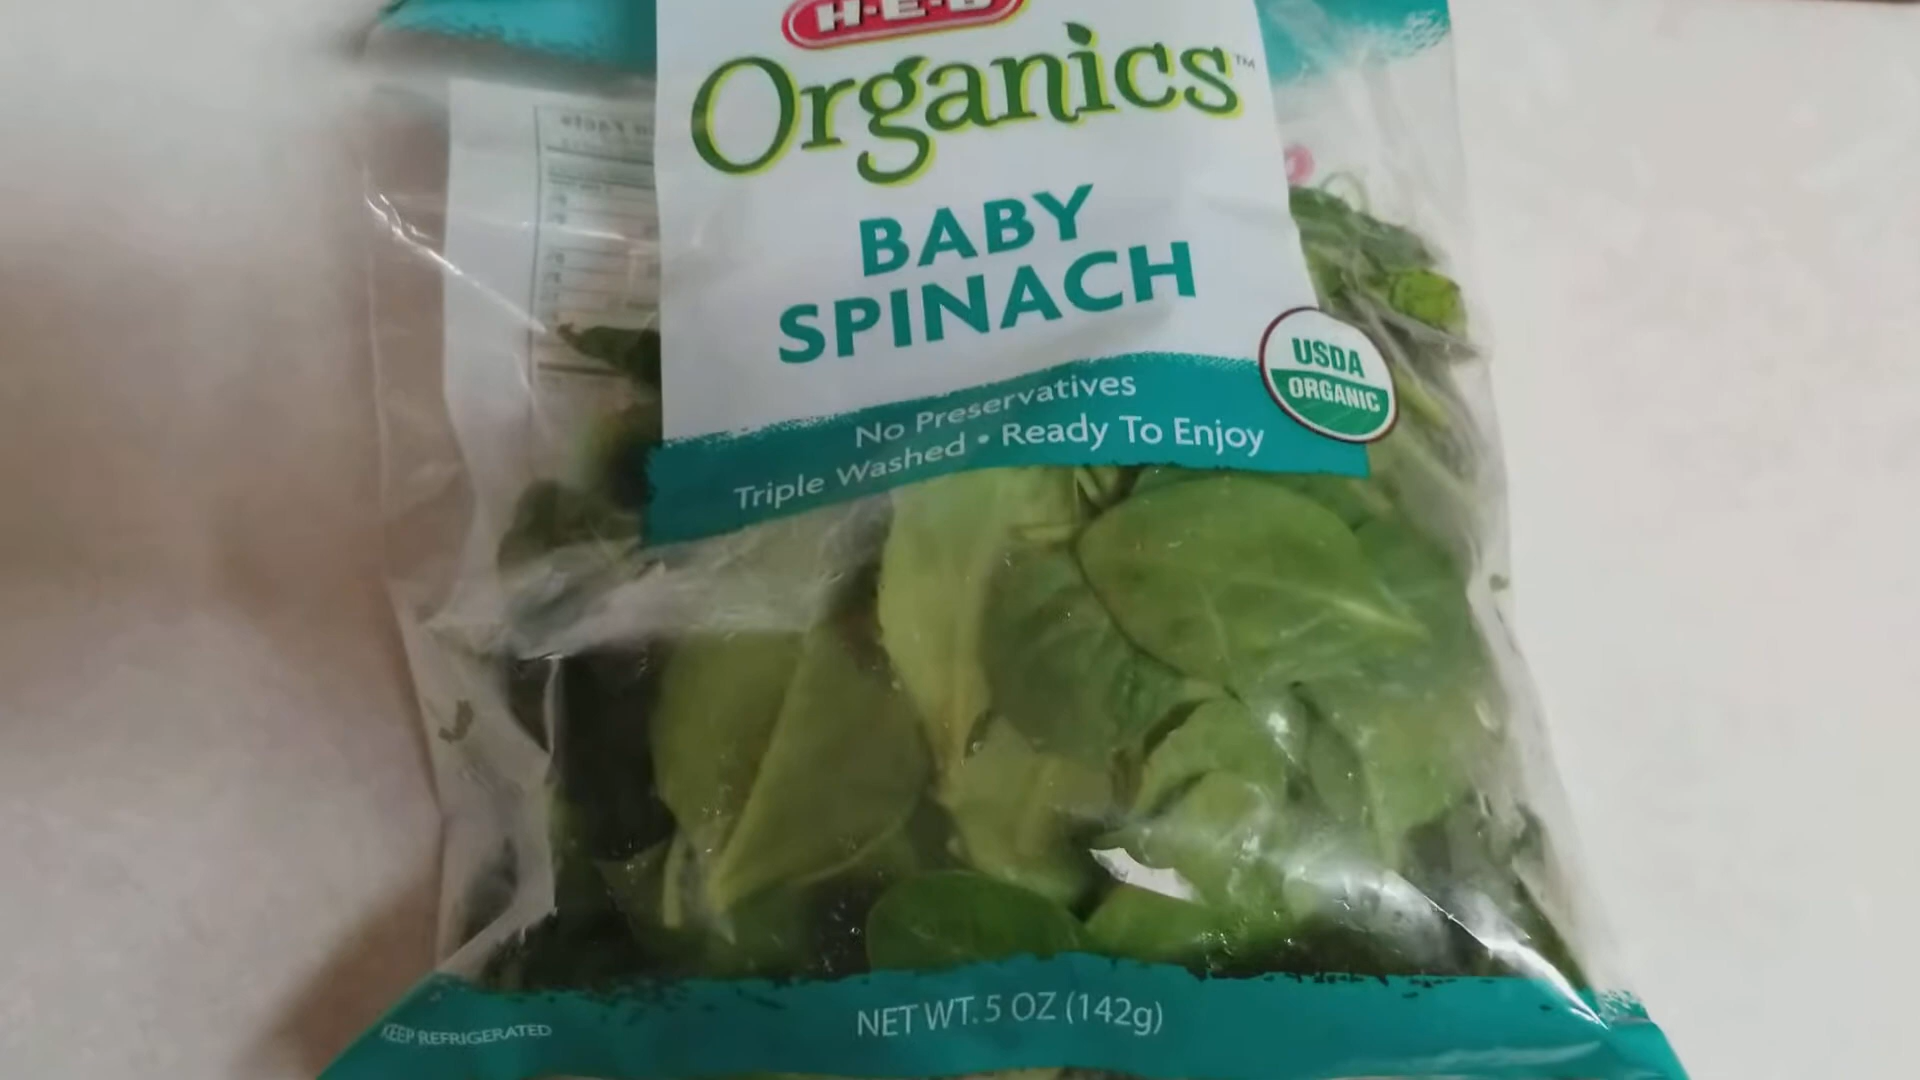 H-E-B
Organics™
BABY
SPINACH
USDA
ORGANIC
No Preservatives
Triple Washed • Ready To Enjoy
NET WT. 5 OZ (142g)
KEEP REFRIGERATED